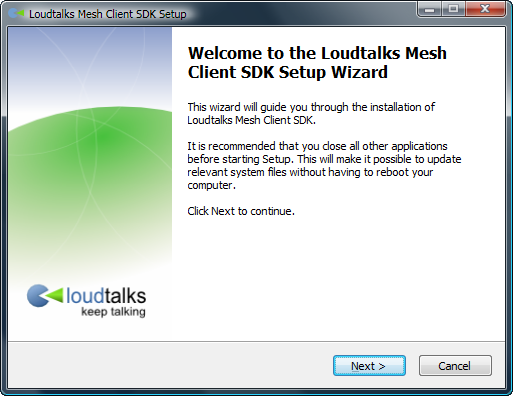 Loudtalks Mesh Client SDK Setup
Welcome to the Loudtalks Mesh
Client SDK Setup Wizard
This wizard will guide you through the installation of
Loudtalks Mesh Client SDK.
It is recommended that you close all other applications
before starting Setup. This will make it possible to update
relevant system files without having to reboot your
computer.
Click Next to continue.
loudtalks
keep talking
Next >
Cancel